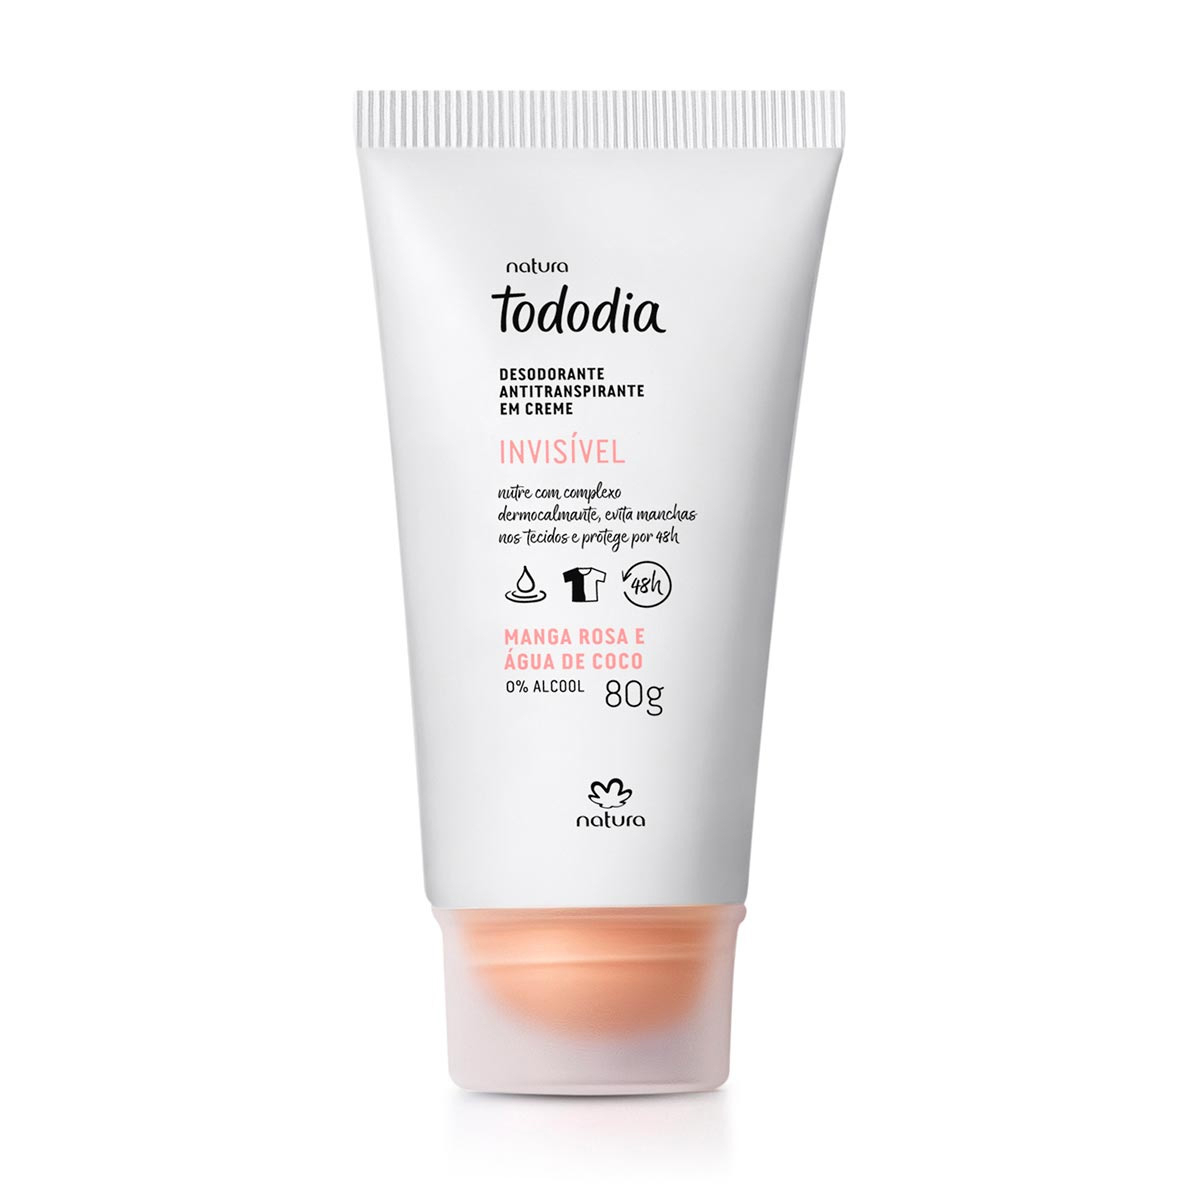 natura
tododia
DESODORANTE
ANTITRANSPIRANTE
EM CREME
INVISÍVEL
nutre com complexo
dermocalmante, evita manchas
nos tecidos e protege por 48h
48h
MANGA ROSA E
ÁGUA DE COCO
0% ALCOOL 80g
natura